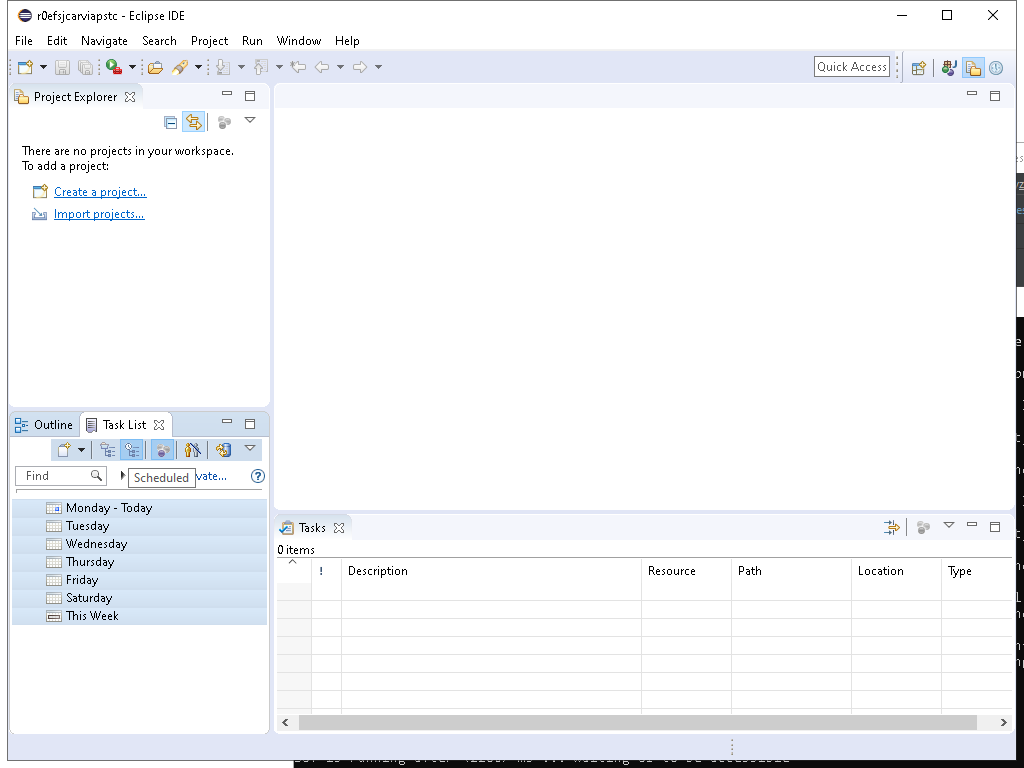 r0efsjcarviapstc - Eclipse IDE
File Edit Navigate Search Project Run Window Help
Quick Access
Project Explorer
There are no projects in your workspace.
To add a project:
Create a project...
Import projects...
Outline Task List
Find
Scheduled vate...
Monday - Today
Tuesday
Wednesday
Thursday
Friday
Saturday
This Week
Tasks
0 items
! Description Resource Path Location Type